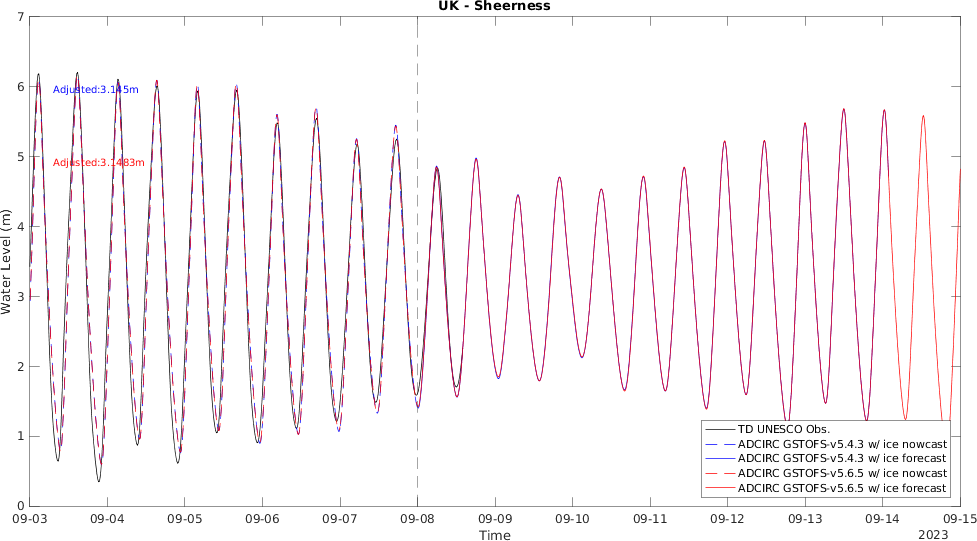 UK - Sheerness
7
6
5
4
3
2
1
0
Water Level (m)
Adjusted:3.145m
Adjusted:3.1483m
TD UNESCO Obs.
ADCIRC GSTOFS-v5.4.3 w/ ice nowcast
ADCIRC GSTOFS-v5.4.3 w/ ice forecast
ADCIRC GSTOFS-v5.6.5 w/ ice nowcast
ADCIRC GSTOFS-v5.6.5 w/ ice forecast
09-03 09-04 09-05 09-06 09-07 09-08 09-09 09-10 09-11 09-12 09-13 09-14 09-15
Time
2023